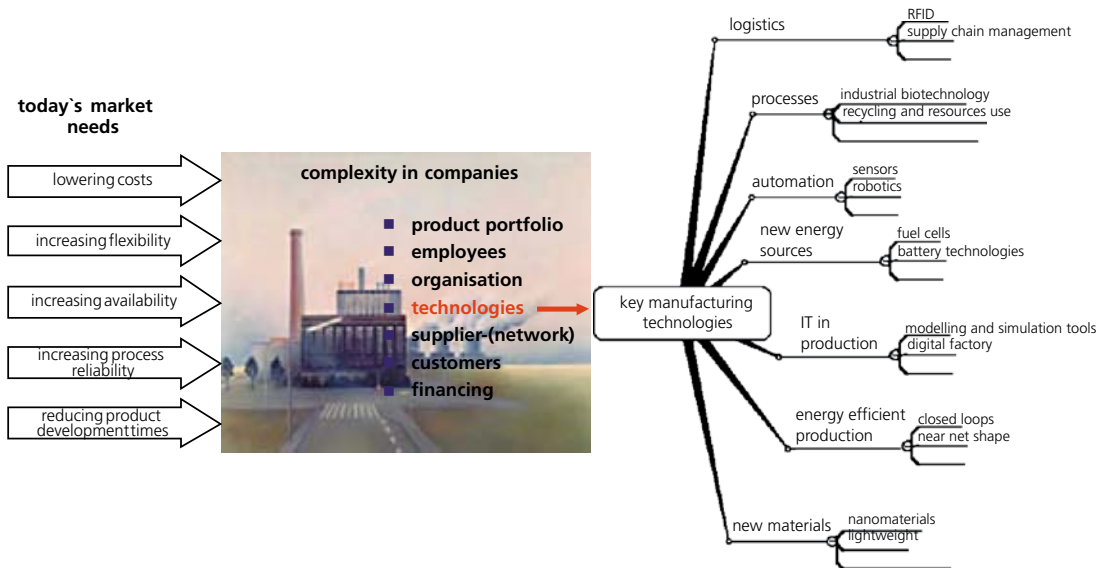 today`s market
needs
lowering costs
increasing flexibility
increasing availability
increasing process
reliability
reducing product
development times
complexity in companies
product portfolio
employees
organisation
technologies
supplier-(network)
customers
financing
key manufacturing
technologies
logistics
RFID
supply chain management
processes
industrial biotechnology
recycling and resources use
automation
sensors
robotics
new energy
sources
fuel cells
battery technologies
IT in
production
modelling and simulation tools
digital factory
energy efficient
production
closed loops
near net shape
new materials
nanomaterials
lightweight